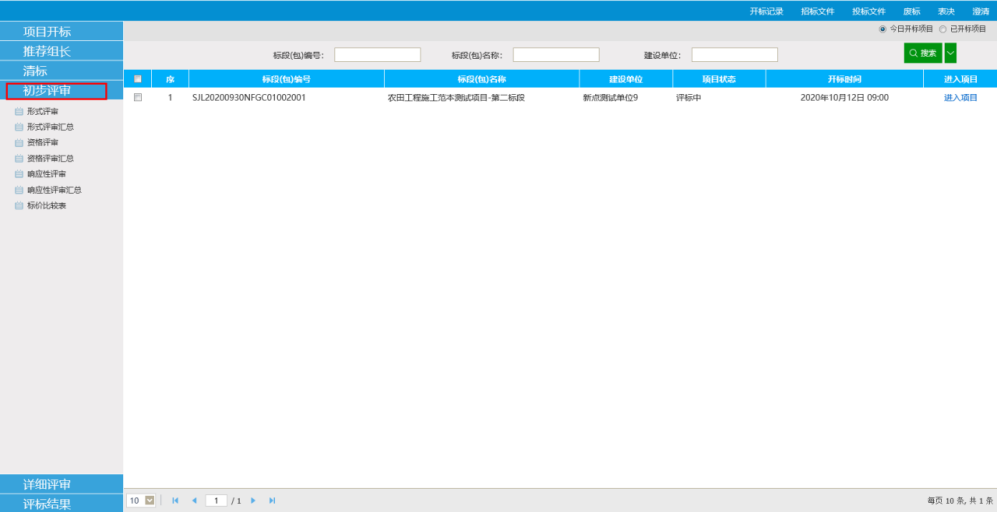 开标记录 招标文件 投标文件 废标 表决 澄清
项目开标
推荐组长
清标
初步评审
形式评审
形式评审汇总
资格评审
资格评审汇总
响应性评审
响应性评审汇总
标价比较表
详细评审
评标结果
今日开标项目 已开标项目
标段(包)编号: 标段(包)名称: 建设单位: 搜索
序 标段(包)编号 标段(包)名称 建设单位 项目状态 开标时间 进入项目
1 SJL20200930NFGC01002001 农田工程施工范本测试项目-第二标段 新点测试单位9 评标中 2020年10月12日 09:00 进入项目
10 1 / 1 每页 10 条, 共 1 条